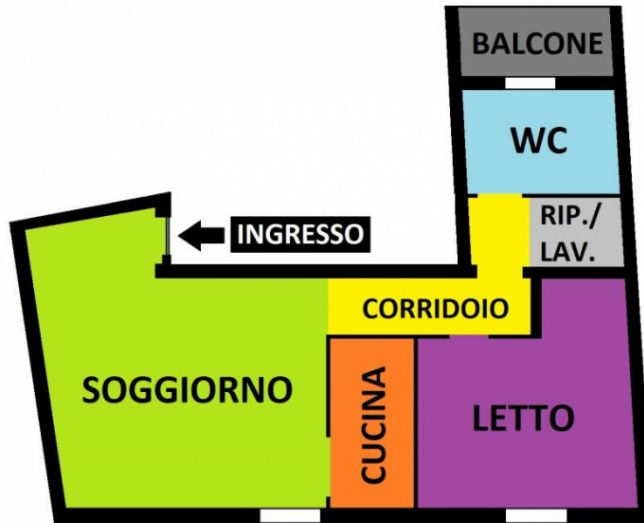 BALCONE
WC
RIP./
LAV.
INGRESSO
CORRIDOIO
SOGGIORNO
CUCINA
LETTO